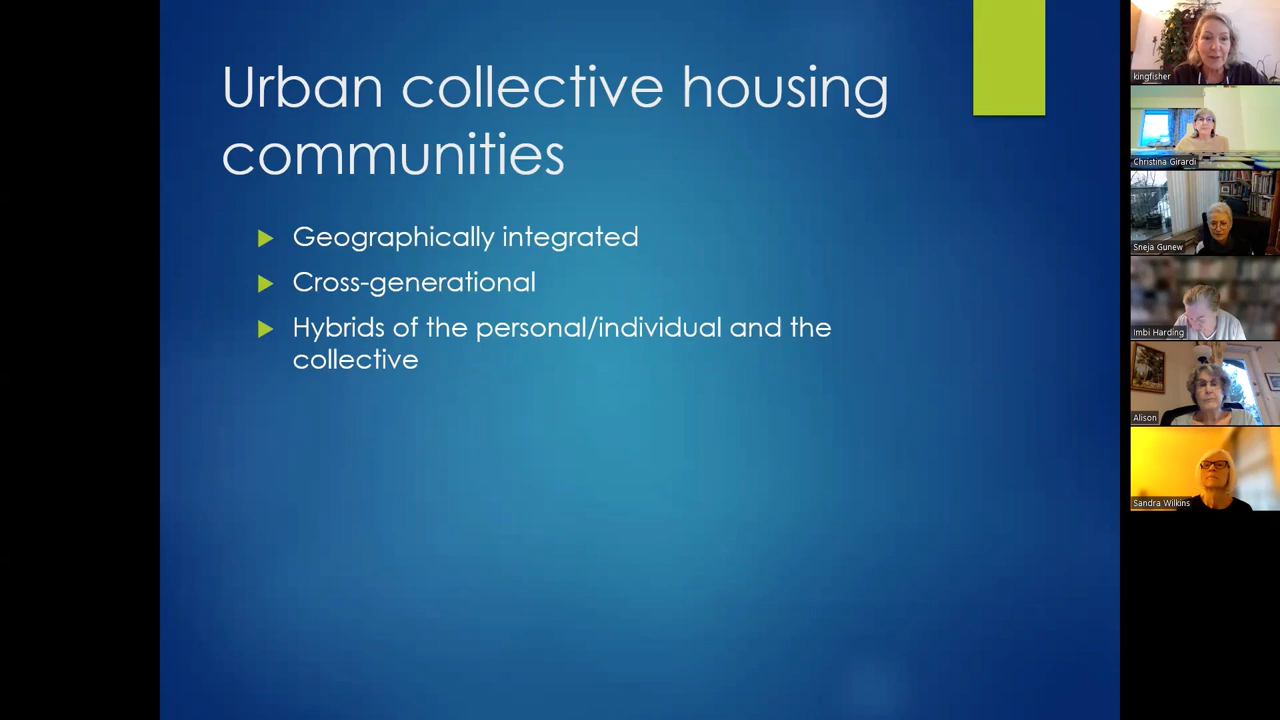 Urban collective housing
communities
Geographically integrated
Cross-generational
Hybrids of the personal/individual and the
collective
kingfisher
Christina Girardi
Sneja Gunew
Imbi Harding
Alison
Sandra Wilkins